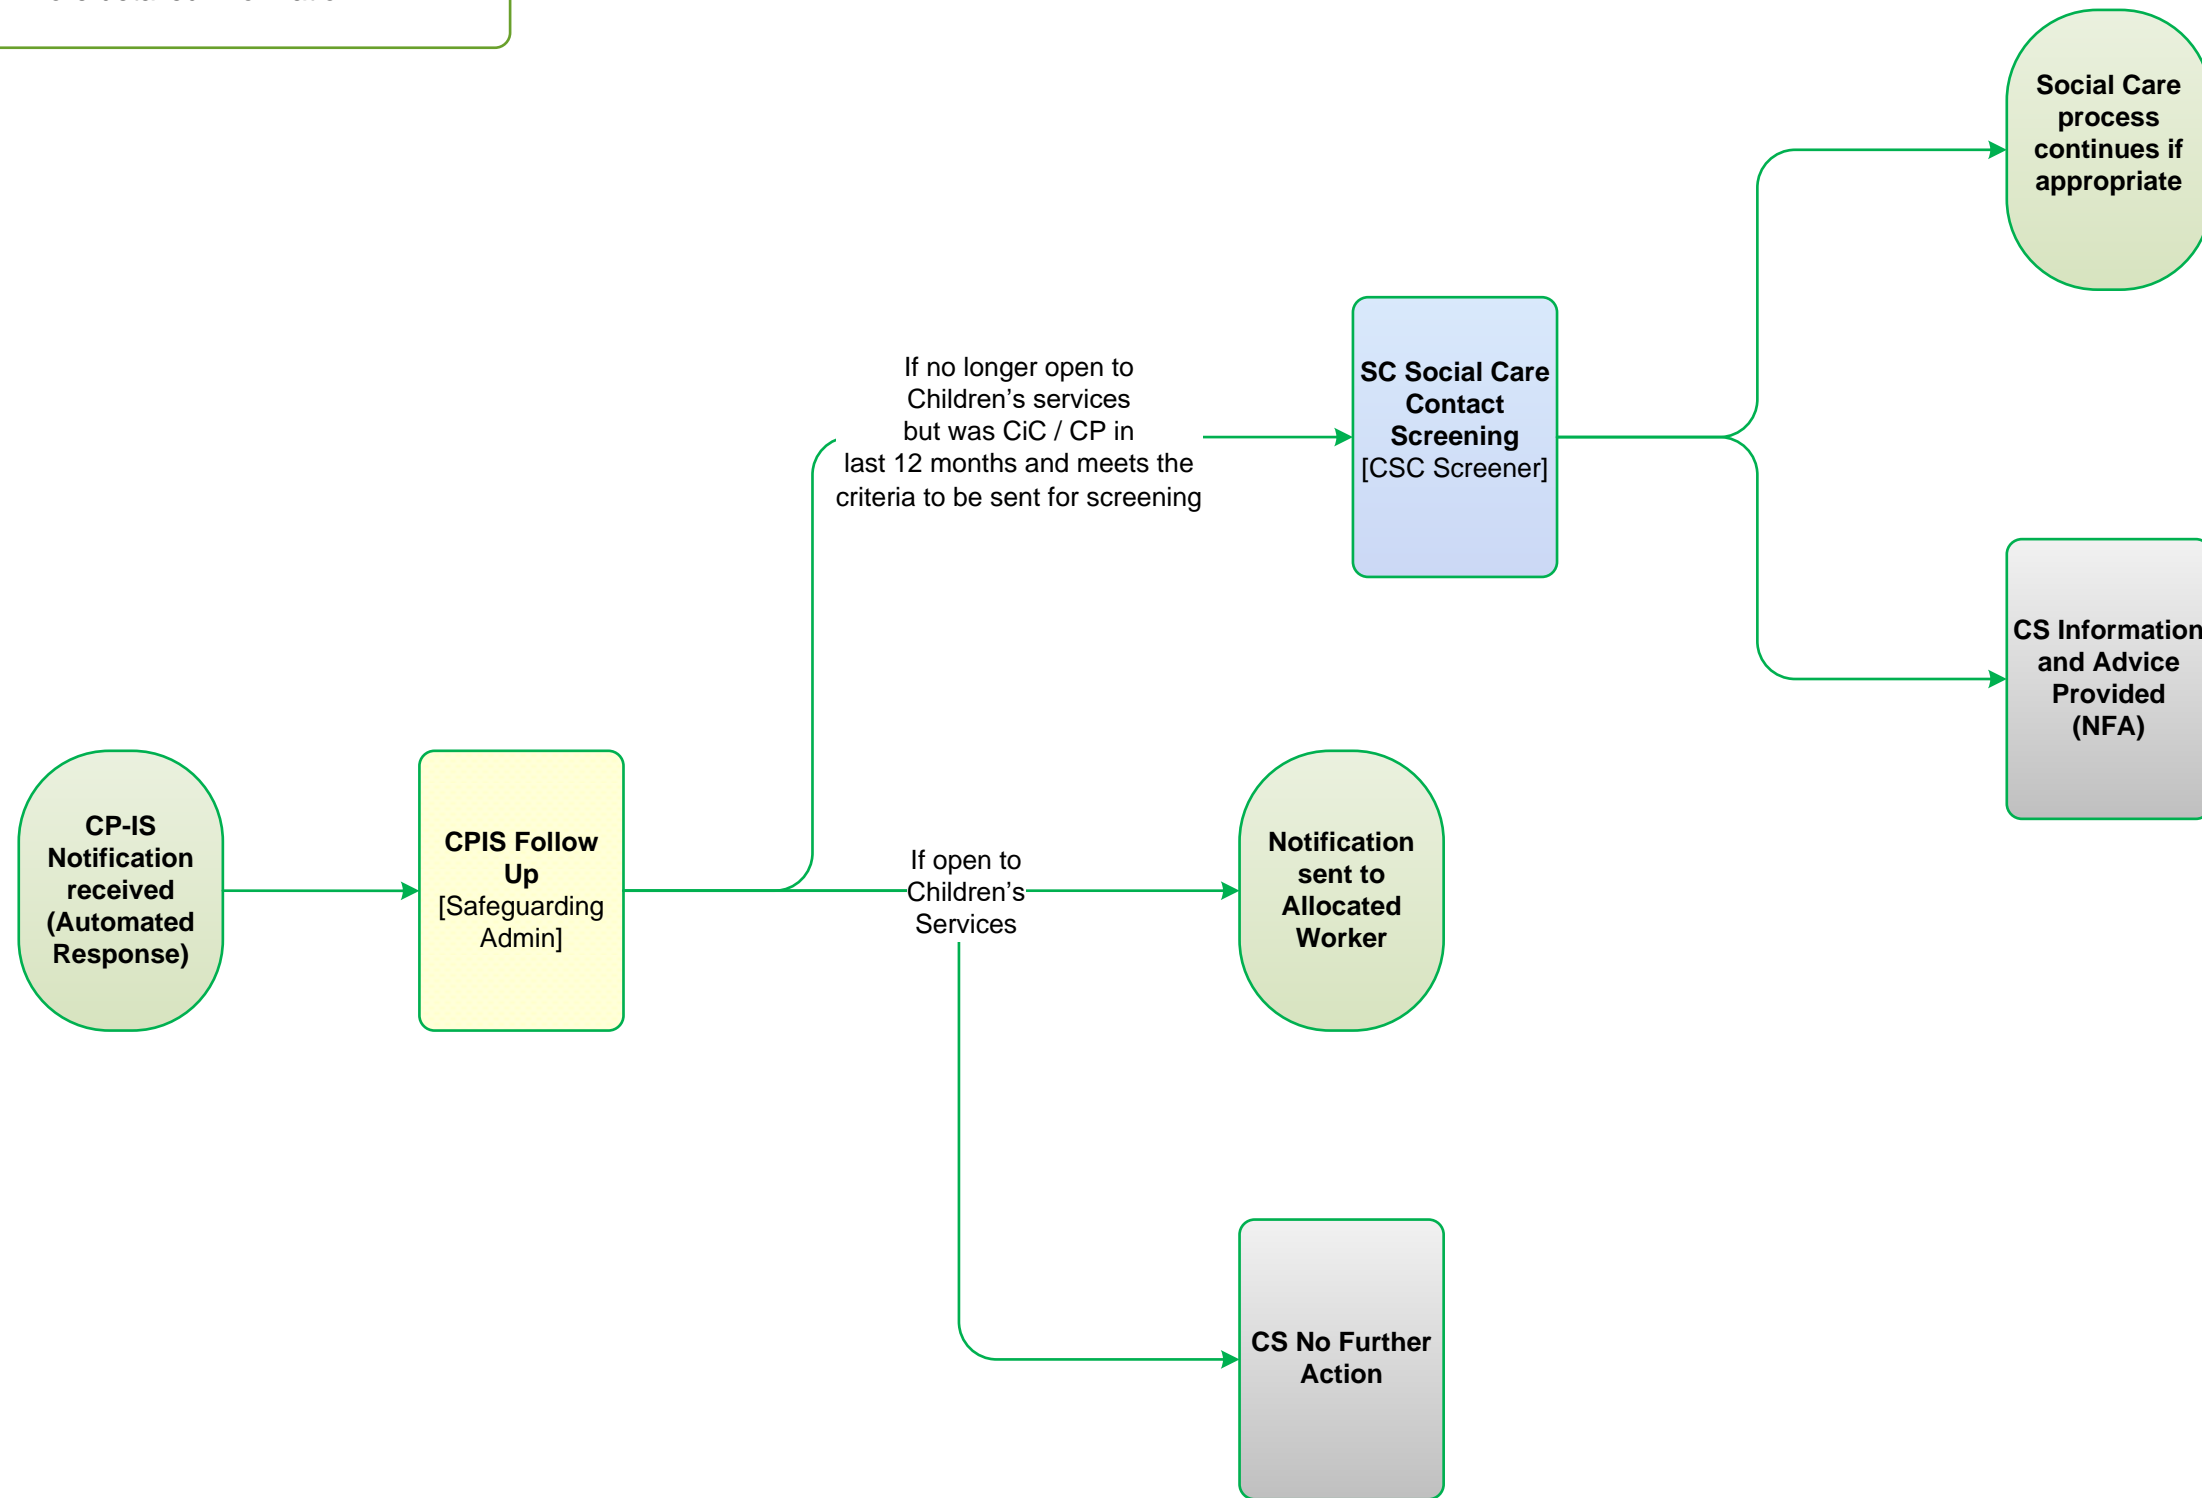 Social Care
process
continues if
appropriate
If no longer open to
Children’s services
but was CiC / CP in
last 12 months and meets the
criteria to be sent for screening
SC Social Care
Contact
Screening
[CSC Screener]
CS Information
and Advice
Provided
(NFA)
CP-IS
Notification
received
(Automated
Response)
CPIS Follow
Up
[Safeguarding
Admin]
If open to
Children’s
Services
Notification
sent to
Allocated
Worker
CS No Further
Action